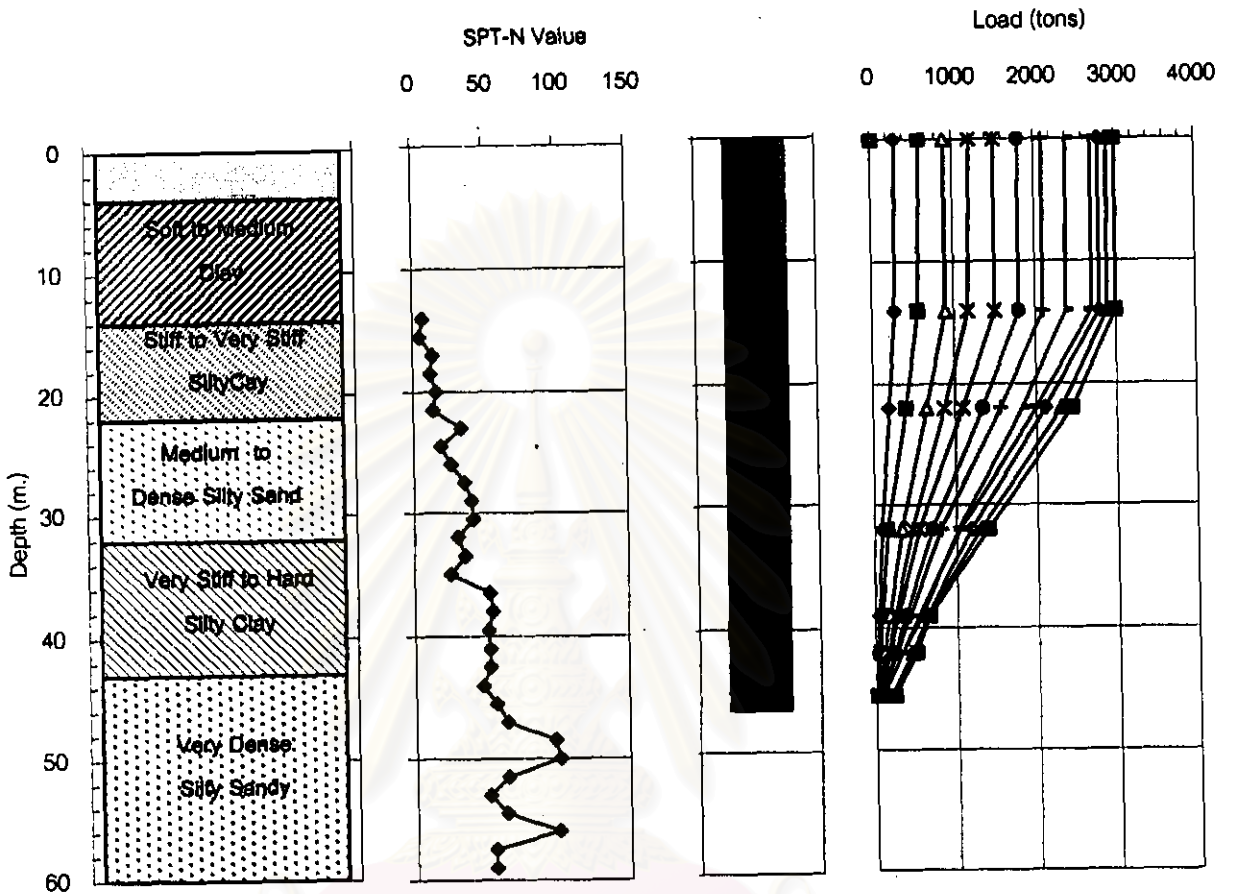 Load (tons)
SPT-N Value
0 1000 2000 3000 4000
0 50 100 150
Depth (m.)
0
10
20
30
40
50
60
Soft to Medium
Clay
Stiff to Very Stiff
SiltyCay
Medium to
Dense Silty Sand
Very Stiff to Hard
Silty Clay
Very Dense
Silty Sandy